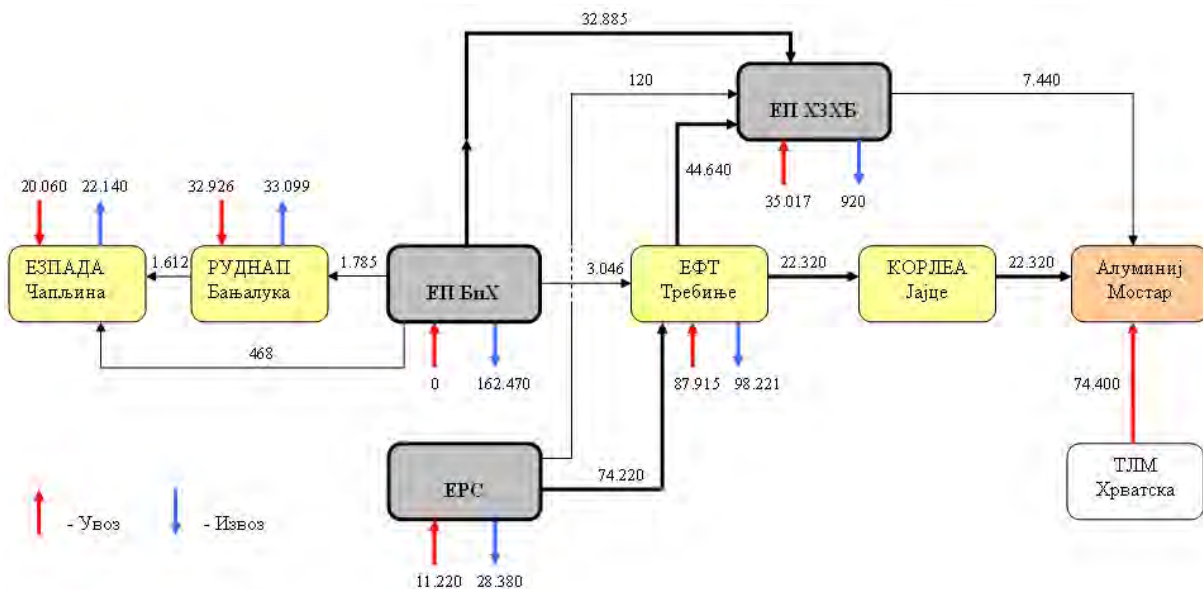 32.885
120
7.440
ЕП ХЗХБ
44.640
35.017
920
20.060
22.140
32.926
33.099
ЕЗПАДА
Чапљина
1.612
РУДНАП
Бањалука
1.785
ЕП БиХ
3.046
ЕФТ
Требиње
22.320
КОРЛЕА
Јајце
22.320
Алуминиј
Мостар
468
0
162.470
87.915
98.221
74.400
ЕРС
74.220
ТЛМ
Хрватска
- Увоз
- Извоз
11.220
28.380